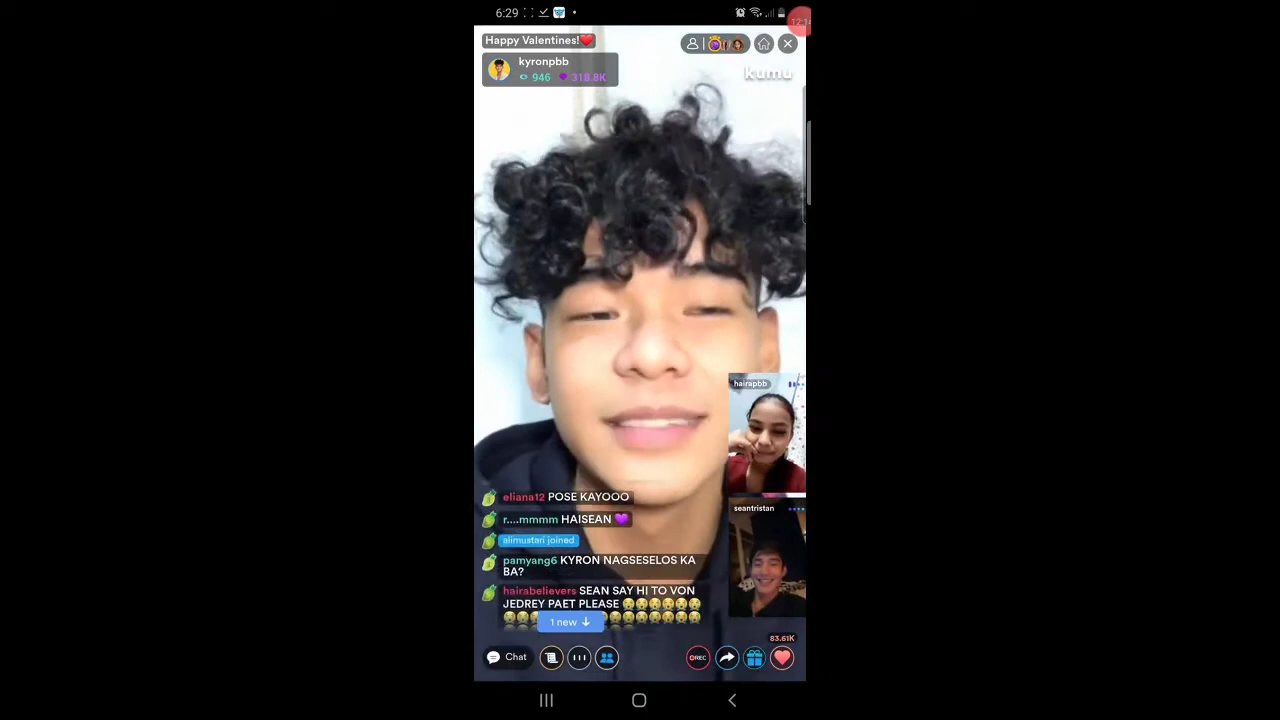 6:29
12:14
Happy Valentines!❤️
kyronpbb
946 318.8K
kumu
hairapbb
seantristan
eliana12 POSE KAYOOO
r....mmmm HAISEAN 💜
alimustari joined
pamyang6 KYRON NAGSESELOS KA
BA?
hairabelievers SEAN SAY HI TO VON
JEDREY PAET PLEASE 😭😭😭😭😭😭
1 new ↓
83.61K
Chat
REC